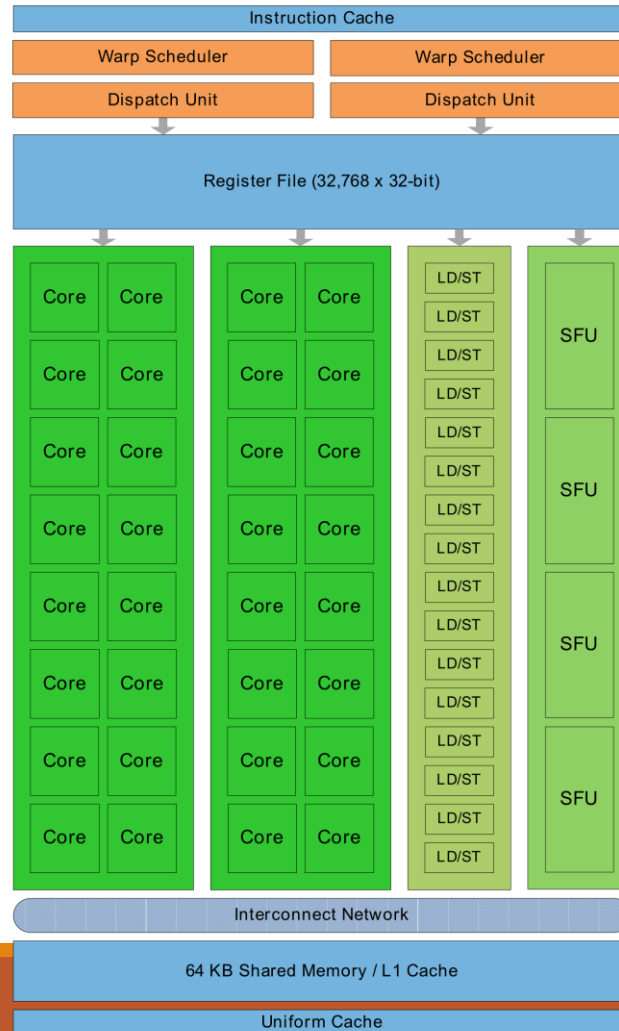 Instruction Cache
Warp Scheduler Warp Scheduler
Dispatch Unit Dispatch Unit
Register File (32,768 x 32-bit)
Core Core Core Core LD/ST SFU
LD/ST
Core Core Core Core LD/ST
LD/ST
Core Core Core Core LD/ST SFU
LD/ST
Core Core Core Core LD/ST
LD/ST
Core Core Core Core LD/ST SFU
LD/ST
Core Core Core Core LD/ST
LD/ST
Core Core Core Core LD/ST SFU
LD/ST
Core Core Core Core LD/ST
LD/ST
Interconnect Network
64 KB Shared Memory / L1 Cache
Uniform Cache